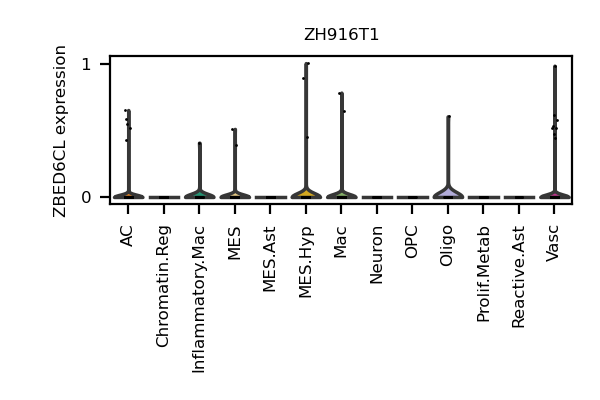 ZH916T1
ZBED6CL expression
1
0
AC
Chromatin.Reg
Inflammatory.Mac
MES
MES.Ast
MES.Hyp
Mac
Neuron
OPC
Oligo
Prolif.Metab
Reactive.Ast
Vasc